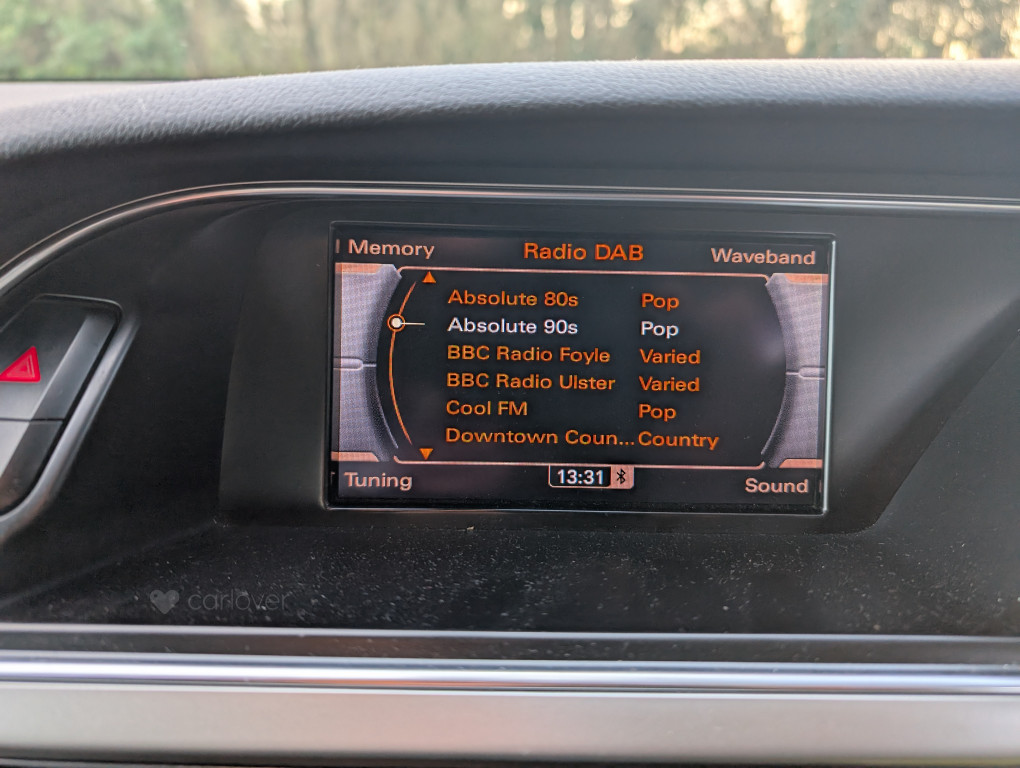 Memory Radio DAB Waveband
Absolute 80s Pop
Absolute 90s Pop
BBC Radio Foyle Varied
BBC Radio Ulster Varied
Cool FM Pop
Downtown Coun... Country
Tuning 13:31 Sound
carlover